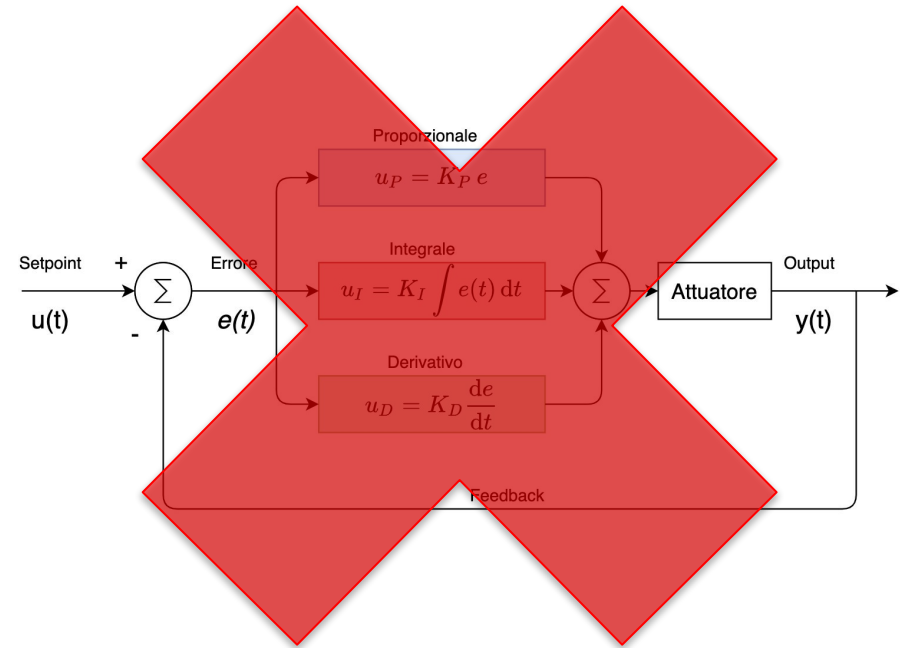 Proporzionale
u_P = K_P e
Setpoint
+
Errore
Integrale
Output
∑
u_I = K_I ∫ e(t) dt
∑
Attuatore
u(t)
-
e(t)
y(t)
Derivativo
u_D = K_D de/dt
Feedback